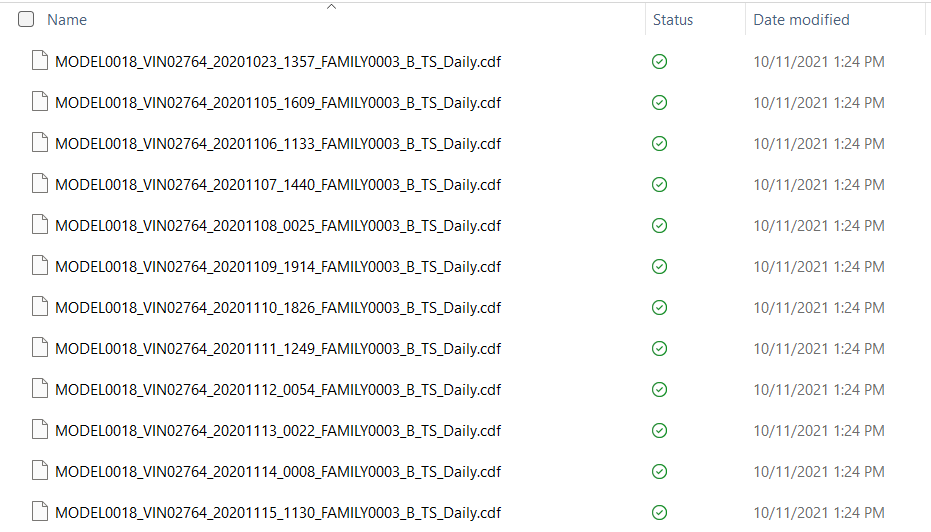 Name Status Date modified
MODEL0018_VIN02764_20201023_1357_FAMILY0003_B_TS_Daily.cdf 10/11/2021 1:24 PM
MODEL0018_VIN02764_20201105_1609_FAMILY0003_B_TS_Daily.cdf 10/11/2021 1:24 PM
MODEL0018_VIN02764_20201106_1133_FAMILY0003_B_TS_Daily.cdf 10/11/2021 1:24 PM
MODEL0018_VIN02764_20201107_1440_FAMILY0003_B_TS_Daily.cdf 10/11/2021 1:24 PM
MODEL0018_VIN02764_20201108_0025_FAMILY0003_B_TS_Daily.cdf 10/11/2021 1:24 PM
MODEL0018_VIN02764_20201109_1914_FAMILY0003_B_TS_Daily.cdf 10/11/2021 1:24 PM
MODEL0018_VIN02764_20201110_1826_FAMILY0003_B_TS_Daily.cdf 10/11/2021 1:24 PM
MODEL0018_VIN02764_20201111_1249_FAMILY0003_B_TS_Daily.cdf 10/11/2021 1:24 PM
MODEL0018_VIN02764_20201112_0054_FAMILY0003_B_TS_Daily.cdf 10/11/2021 1:24 PM
MODEL0018_VIN02764_20201113_0022_FAMILY0003_B_TS_Daily.cdf 10/11/2021 1:24 PM
MODEL0018_VIN02764_20201114_0008_FAMILY0003_B_TS_Daily.cdf 10/11/2021 1:24 PM
MODEL0018_VIN02764_20201115_1130_FAMILY0003_B_TS_Daily.cdf 10/11/2021 1:24 PM